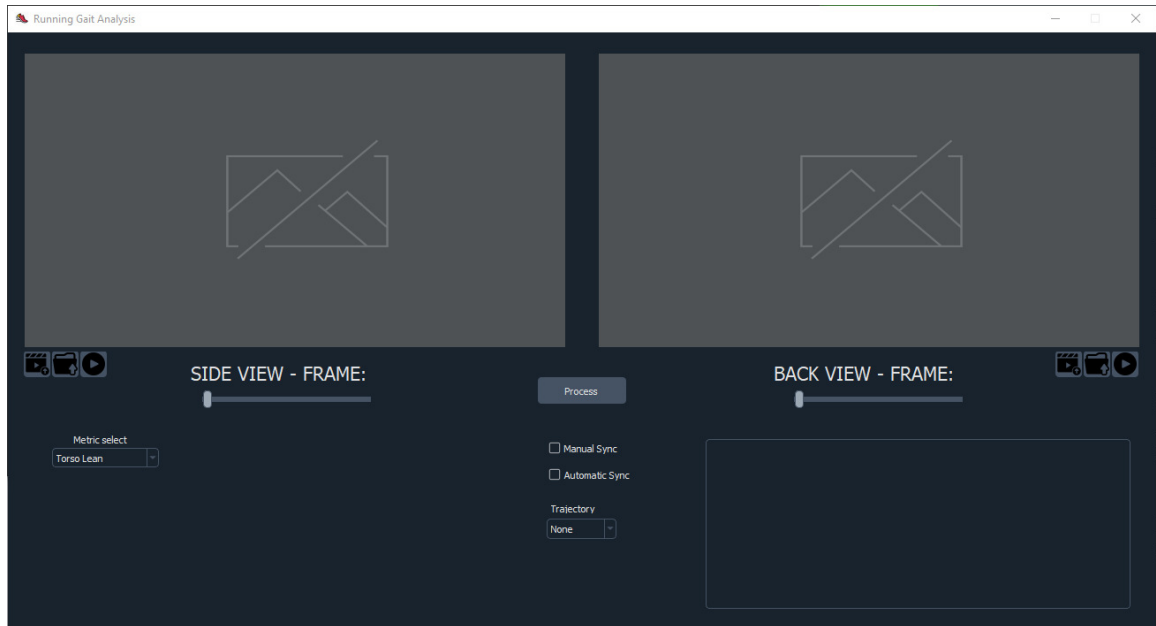 Running Gait Analysis
SIDE VIEW - FRAME:
BACK VIEW - FRAME:
Process
Metric select
Torso Lean
Manual Sync
Automatic Sync
Trajectory
None